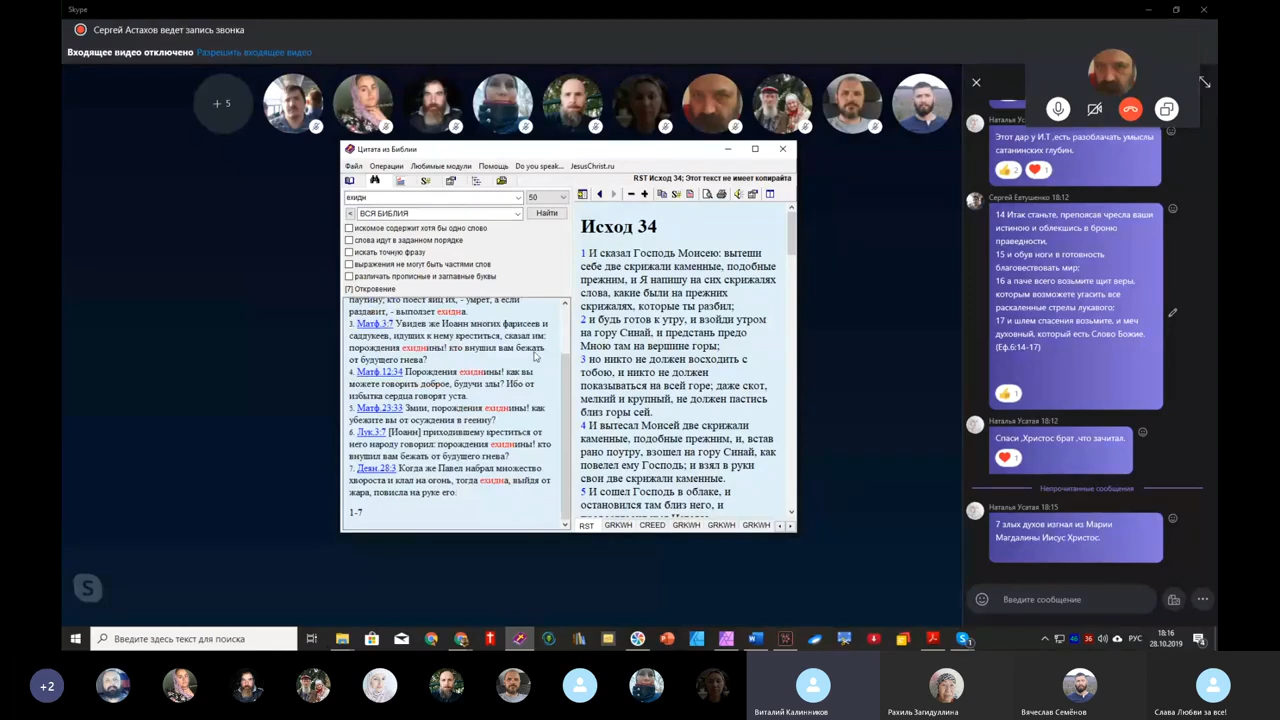 Skype
Сергей Астахов ведет запись звонка
Входящее видео отключено Разрешить входящее видео
+ 5
Цитата из Библии
Файл Операции Любимые модули Помощь Do you speak... JesusChrist.ru
RST Исход 34; Этот текст не имеет копирайта
ехидн
50
< ВСЯ БИБЛИЯ
Найти
искомое содержит хотя бы одно слово
слова идут в заданном порядке
искать точную фразу
выражения не могут быть частями слов
различать прописные и заглавные буквы
[7] Откровение
паутину; кто поест яиц их, - умрет, а если
раздавит, - выползет ехидна.
3. Матф.3:7 Увидев же Иоанн многих фарисеев и
саддукеев, идущих к нему креститься, сказал им:
порождения ехиднины! кто внушил вам бежать
от будущего гнева?
4. Матф.12:34 Порождения ехиднины! как вы
можете говорить доброе, будучи злы? Ибо от
избытка сердца говорят уста.
5. Матф.23:33 Змии, порождения ехиднины! как
убежите вы от осуждения в геенну?
6. Лук.3:7 [Иоанн] приходившему креститься от
него народу говорил: порождения ехиднины! кто
внушил вам бежать от будущего гнева?
7. Деян.28:3 Когда же Павел набрал множество
хвороста и клал на огонь, тогда ехидна, выйдя от
жара, повисла на руке его.
1-7
Исход 34
1 И сказал Господь Моисею: вытеши
себе две скрижали каменные, подобные
прежним, и Я напишу на сих скрижалях
слова, какие были на прежних
скрижалях, которые ты разбил;
2 и будь готов к утру, и взойди утром
на гору Синай, и предстань предо
Мною там на вершине горы;
3 но никто не должен восходить с
тобою, и никто не должен
показываться на всей горе; даже скот,
мелкий и крупный, не должен пастись
близ горы сей.
4 И вытесал Моисей две скрижали
каменные, подобные прежним, и, встав
рано поутру, взошел на гору Синай, как
повелел ему Господь; и взял в руки
свои две скрижали каменные.
5 И сошел Господь в облаке, и
остановился там близ него, и
RST GRKWH CREED GRKWH GRKWH GRKWH
Наталья Ус
Этот дар у И.Т ,есть разоблачать умыслы
сатанинских глубин.
2 1
Сергей Евтушенко 18:12
14 Итак станьте, препоясав чресла ваши
истиною и облекшись в броню
праведности,
15 и обув ноги в готовность
благовествовать мир;
16 а паче всего возьмите щит веры,
которым возможете угасить все
раскаленные стрелы лукавого;
17 и шлем спасения возьмите, и меч
духовный, который есть Слово Божие.
(Еф.6:14-17)
1
Наталья Усатая 18:12
Спаси ,Христос брат ,что зачитал.
1
Непрочитанные сообщения
Наталья Усатая 18:15
7 злых духов изгнал из Марии
Магдалины Иисус Христос.
Введите сообщение
Введите здесь текст для поиска
46 36 РУС
18:16
28.10.2019
+2
Виталий Калинников
Рахиль Загидуллина
Вячеслав Семёнов
Слава Любви за все!